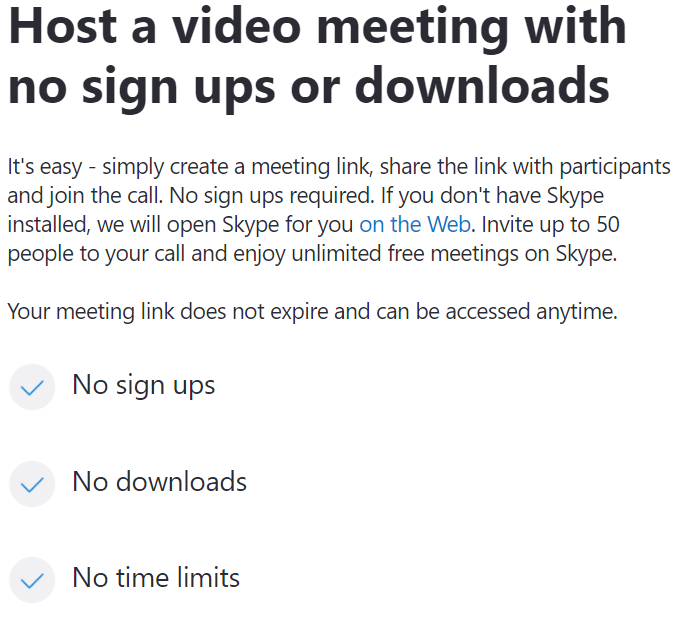 Host a video meeting with
no sign ups or downloads
It's easy - simply create a meeting link, share the link with participants
and join the call. No sign ups required. If you don't have Skype
installed, we will open Skype for you on the Web. Invite up to 50
people to your call and enjoy unlimited free meetings on Skype.
Your meeting link does not expire and can be accessed anytime.
No sign ups
No downloads
No time limits